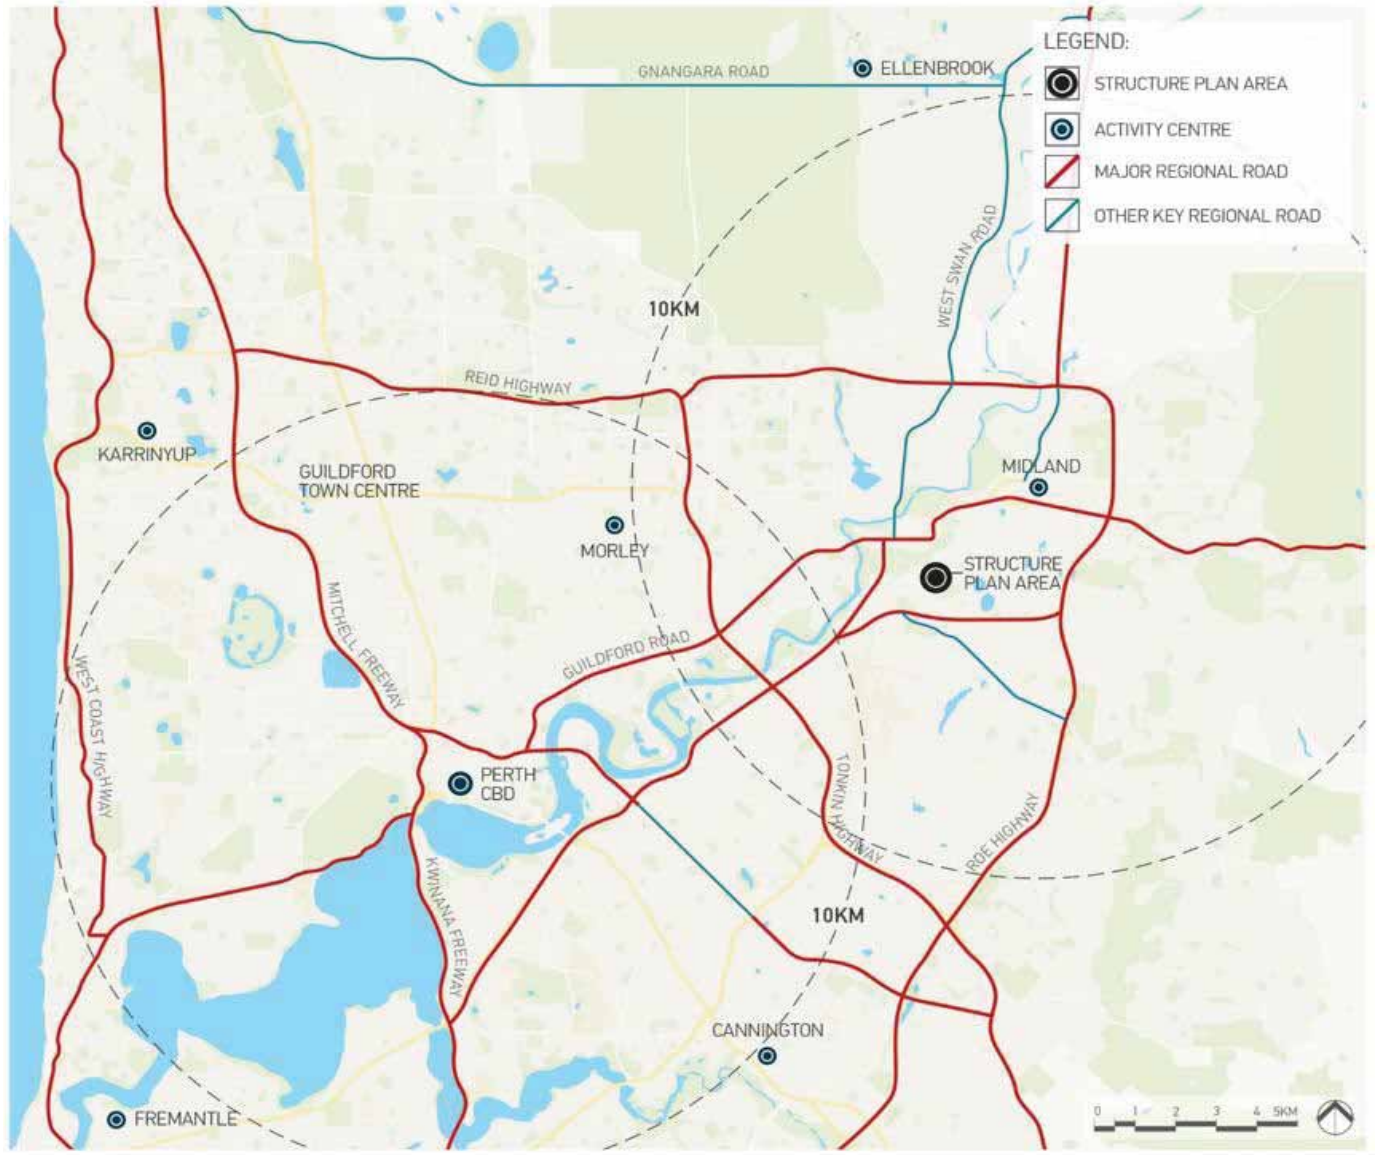 LEGEND:
STRUCTURE PLAN AREA
ACTIVITY CENTRE
MAJOR REGIONAL ROAD
OTHER KEY REGIONAL ROAD
GNANGARA ROAD
ELLENBROOK
WEST SWAN ROAD
10KM
REID HIGHWAY
KARRINYUP
GUILDFORD
TOWN CENTRE
MIDLAND
MORLEY
STRUCTURE
PLAN AREA
MITCHELL FREEWAY
GUILDFORD ROAD
WEST COAST HIGHWAY
PERTH
CBD
TONKIN HIGHWAY
ROE HIGHWAY
KWINANA FREEWAY
10KM
CANNINGTON
FREMANTLE
0 1 2 3 4 5KM